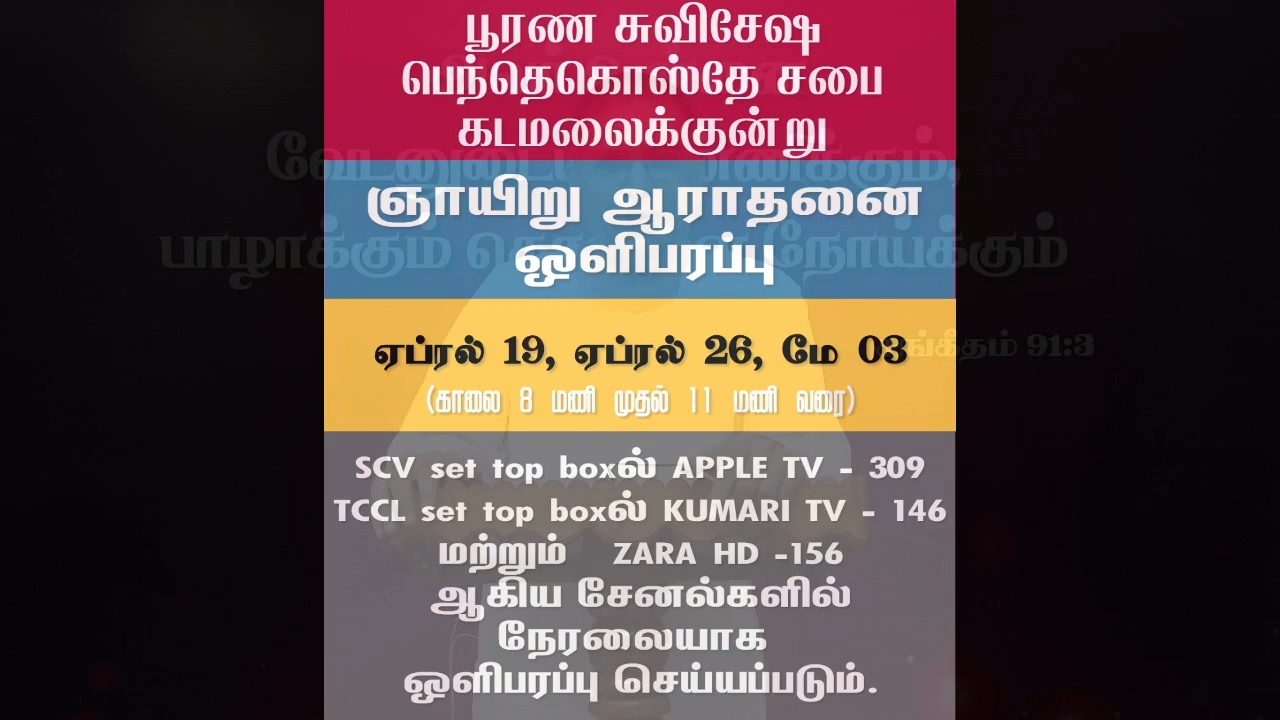 பூரண சுவிசேஷ
பெந்தெகொஸ்தே சபை
கடமலைக்குன்று
ஞாயிறு ஆராதனை
ஒளிபரப்பு
ஏப்ரல் 19, ஏப்ரல் 26, மே 03
(காலை 8 மணி முதல் 11 மணி வரை)
SCV set top boxல் APPLE TV - 309
TCCL set top boxல் KUMARI TV - 146
மற்றும் ZARA HD -156
ஆகிய சேனல்களில்
நேரலையாக
ஒளிபரப்பு செய்யப்படும்.
பாழாக்கும்
நோய்க்கும்
91:3